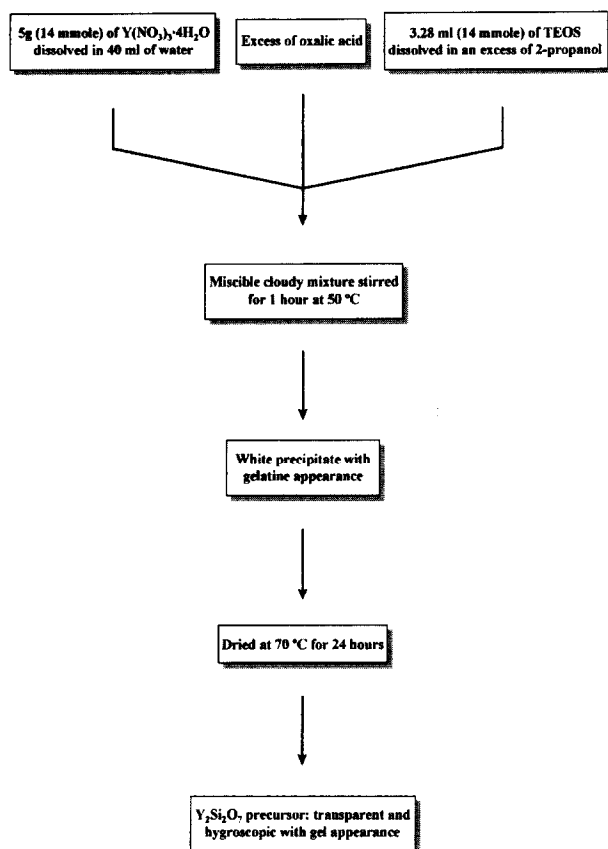 5g (14 mmole) of Y(NO₃)₃·4H₂O
dissolved in 40 ml of water
Excess of oxalic acid
3.28 ml (14 mmole) of TEOS
dissolved in an excess of 2-propanol
Miscible cloudy mixture stirred
for 1 hour at 50 °C
White precipitate with
gelatine appearance
Dried at 70 °C for 24 hours
Y₂Si₂O₇ precursor: transparent and
hygroscopic with gel appearance